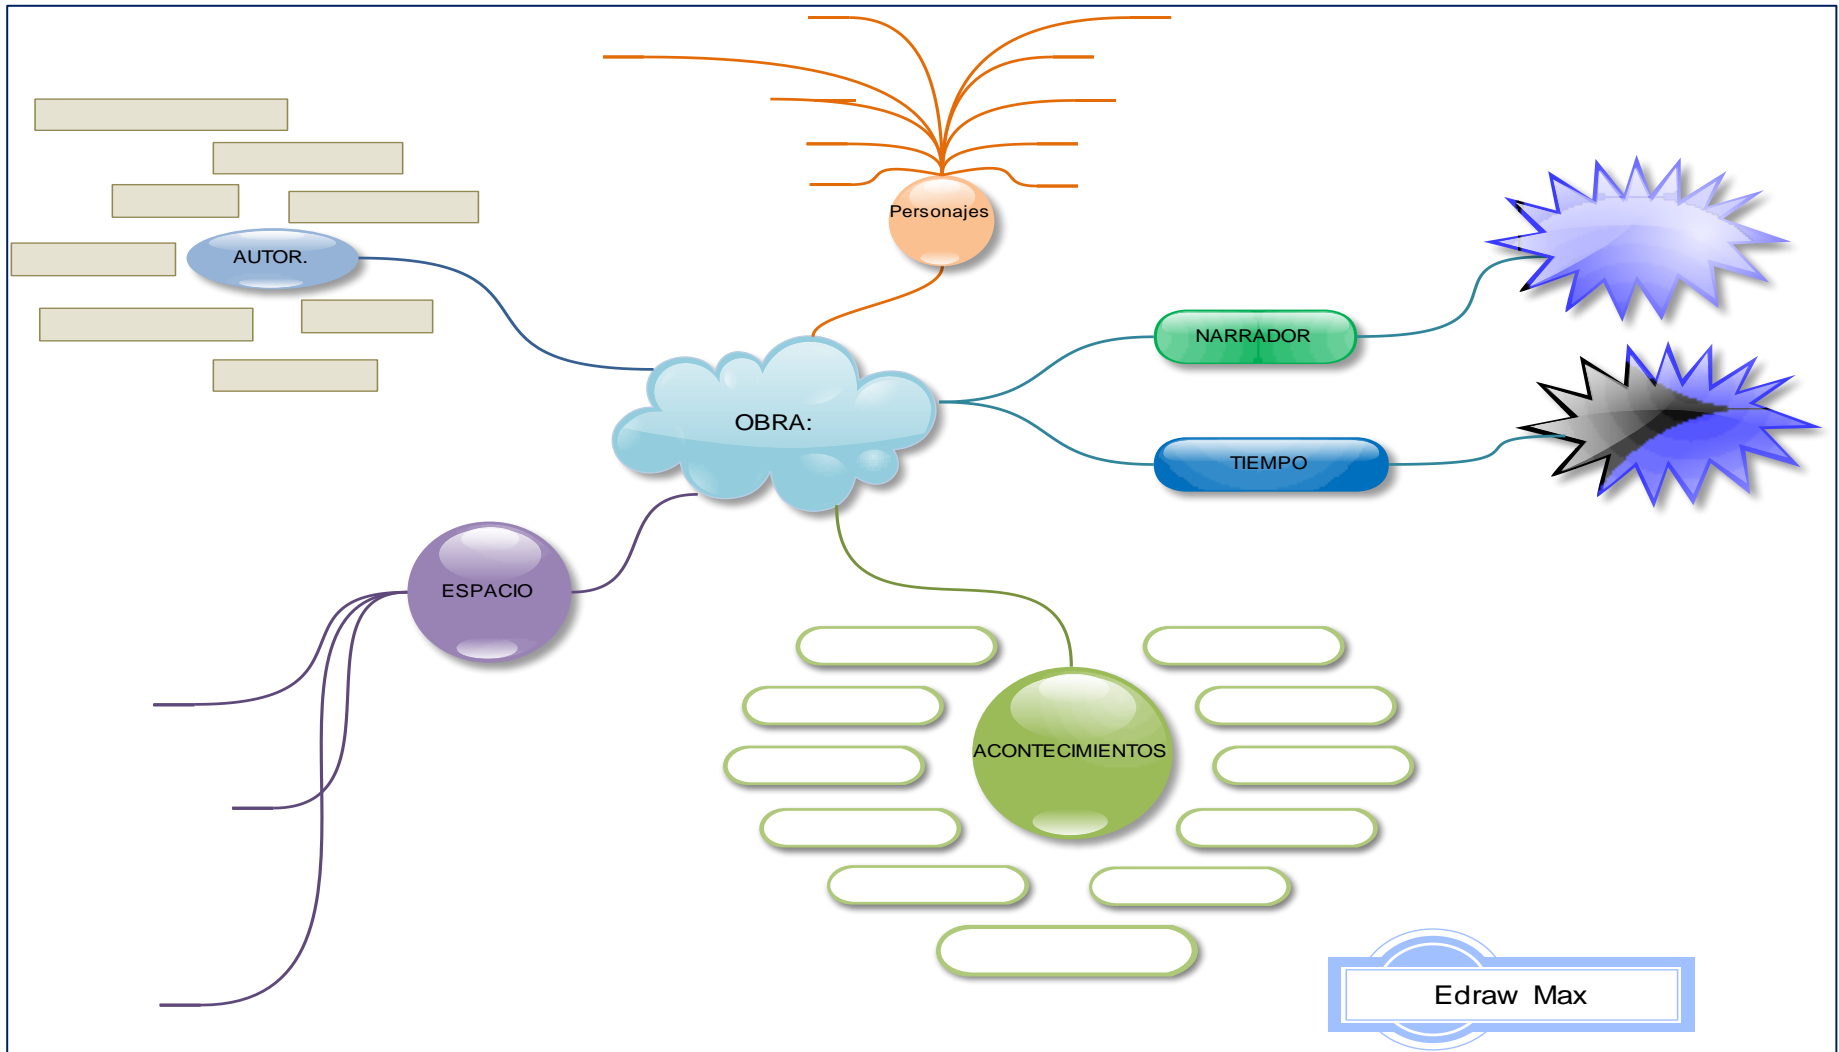 Personajes
AUTOR.
NARRADOR
OBRA:
TIEMPO
ESPACIO
ACONTECIMIENTOS
Edraw Max